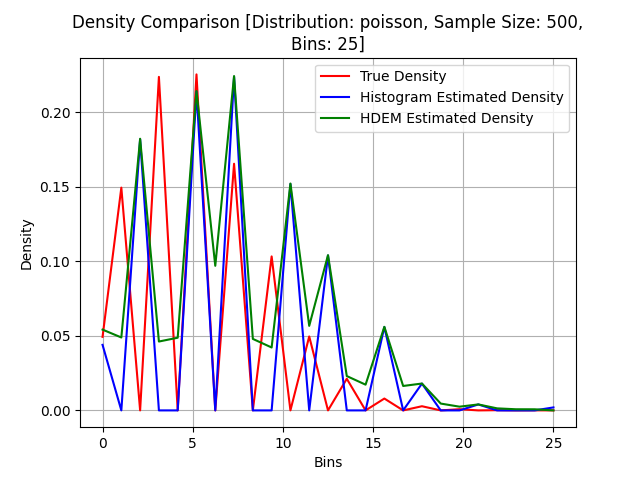 Density Comparison [Distribution: poisson, Sample Size: 500,
Bins: 25]
True Density
Histogram Estimated Density
HDEM Estimated Density
Density
0.20
0.15
0.10
0.05
0.00
0 5 10 15 20 25
Bins